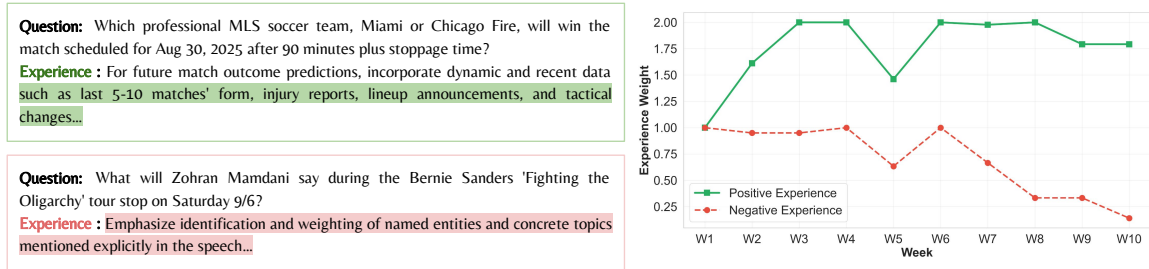 Question: Which professional MLS soccer team, Miami or Chicago Fire, will win the
match scheduled for Aug 30, 2025 after 90 minutes plus stoppage time?
Experience : For future match outcome predictions, incorporate dynamic and recent data
such as last 5-10 matches' form, injury reports, lineup announcements, and tactical
changes...
Question: What will Zohran Mamdani say during the Bernie Sanders 'Fighting the
Oligarchy' tour stop on Saturday 9/6?
Experience : Emphasize identification and weighting of named entities and concrete topics
mentioned explicitly in the speech...
Experience Weight
2.00
1.75
1.50
1.25
1.00
0.75
0.50
0.25
Positive Experience
Negative Experience
W1 W2 W3 W4 W5 W6 W7 W8 W9 W10
Week